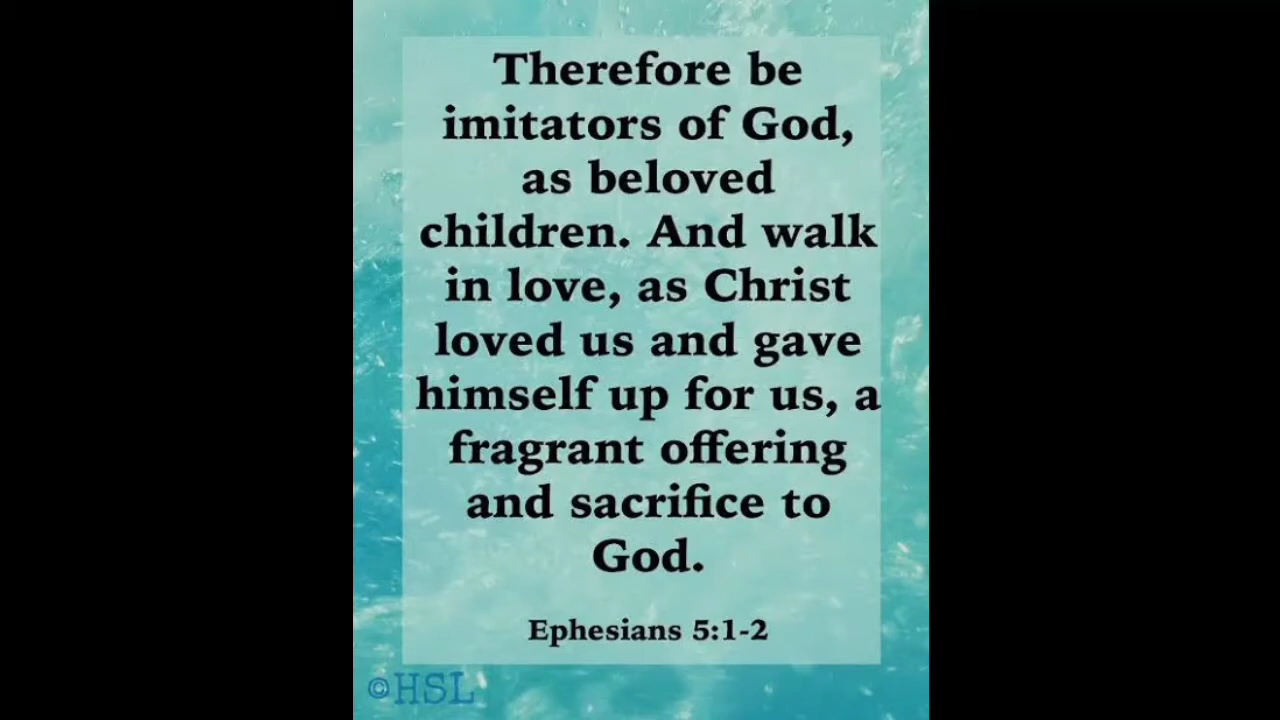 Therefore be
imitators of God,
as beloved
children. And walk
in love, as Christ
loved us and gave
himself up for us, a
fragrant offering
and sacrifice to
God.
Ephesians 5:1-2
©HSL